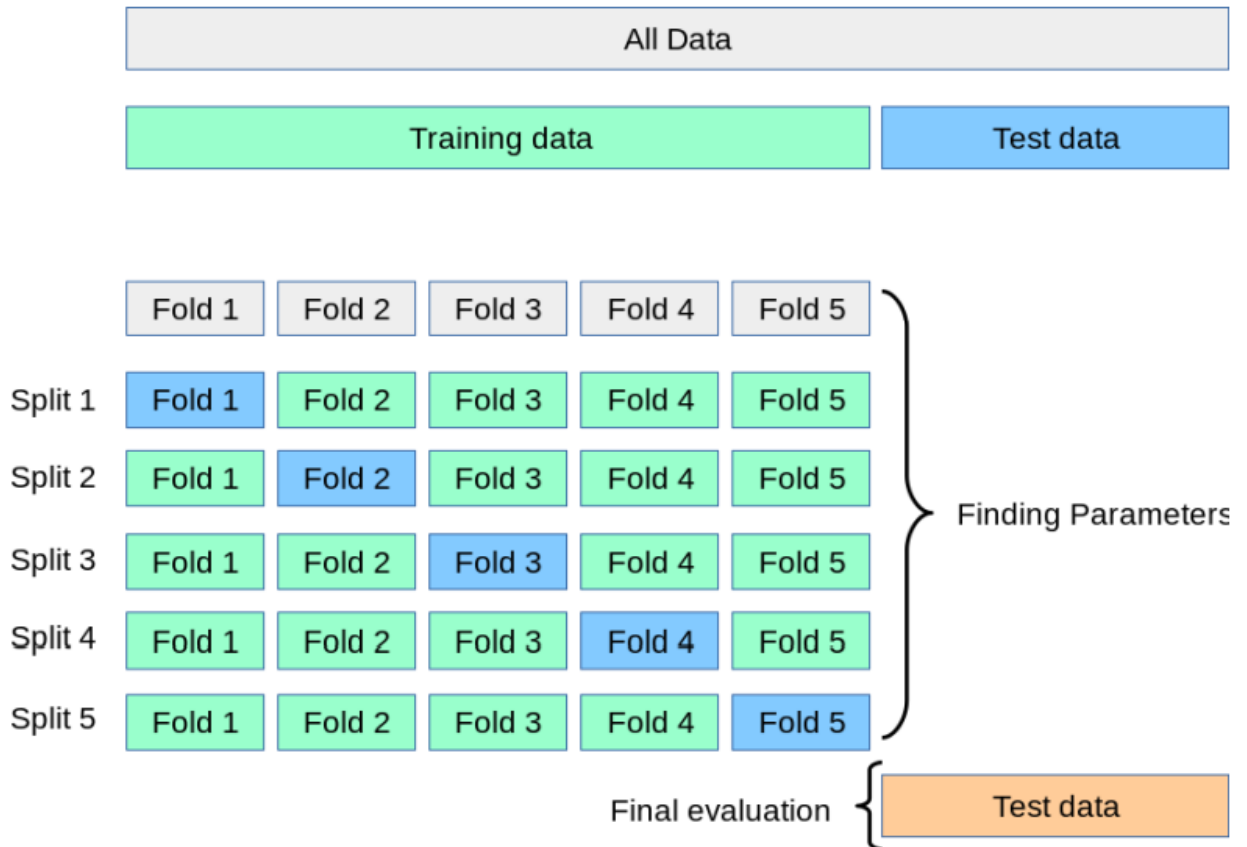 All Data
Training data Test data
Fold 1 Fold 2 Fold 3 Fold 4 Fold 5
Split 1 Fold 1 Fold 2 Fold 3 Fold 4 Fold 5
Split 2 Fold 1 Fold 2 Fold 3 Fold 4 Fold 5
Finding Parameters
Split 3 Fold 1 Fold 2 Fold 3 Fold 4 Fold 5
Split 4 Fold 1 Fold 2 Fold 3 Fold 4 Fold 5
Split 5 Fold 1 Fold 2 Fold 3 Fold 4 Fold 5
Final evaluation Test data